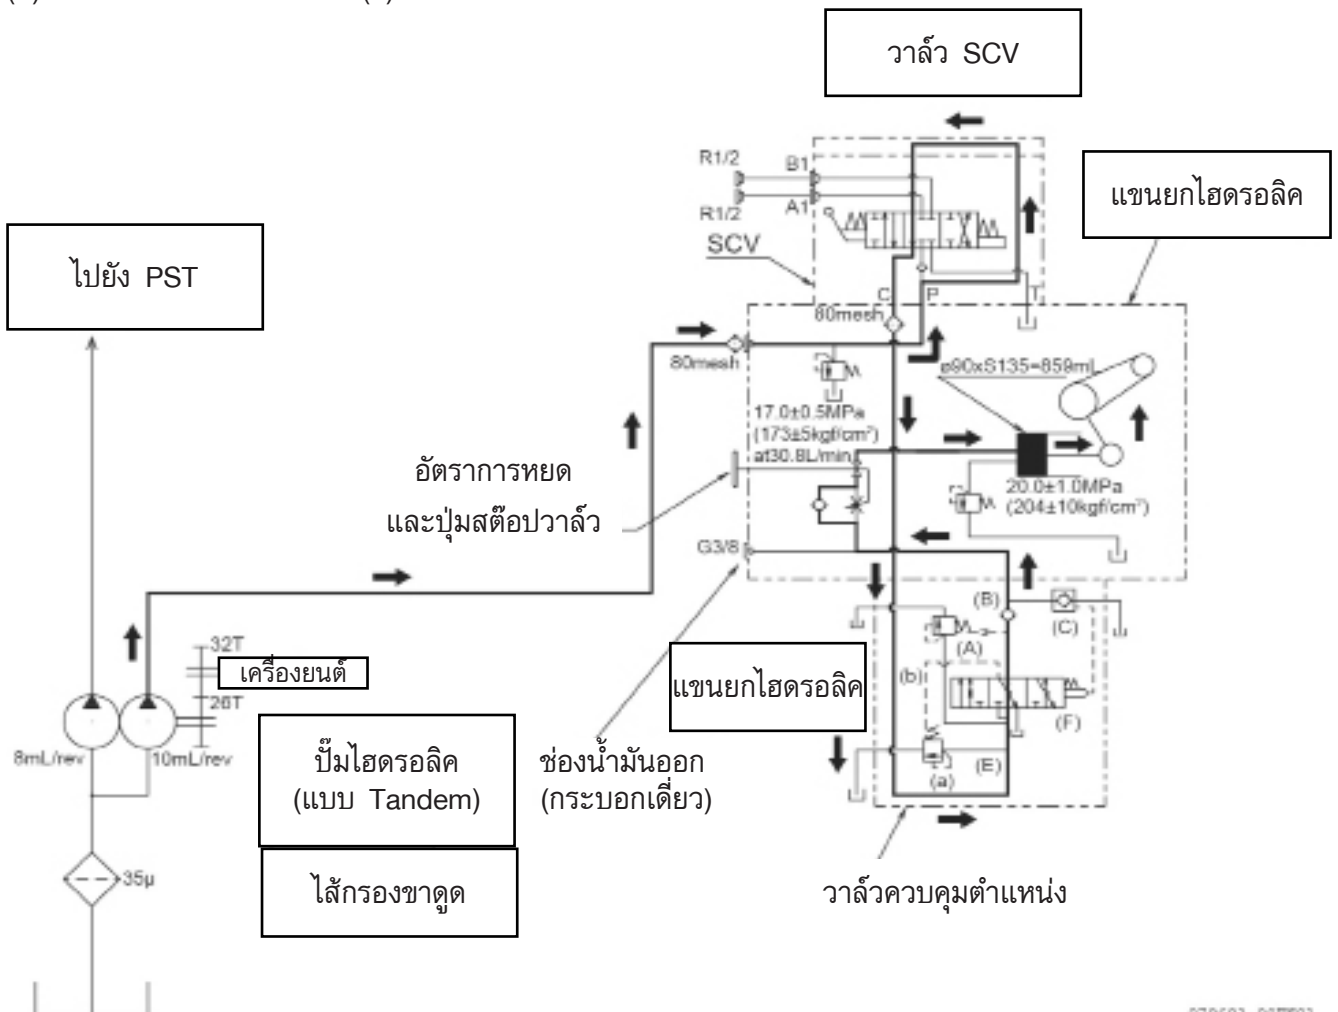 วาล์ว SCV
R1/2
B1
แขนยกไฮดรอลิค
R1/2
A1
SCV
ไปยัง PST
C
P
T
80mesh
80mesh
ø90xS135=859mL
17.0±0.5MPa
(173±5kgf/cm²)
at30.8L/min
อัตราการหยด
และปุ่มสต๊อปวาล์ว
20.0±1.0MPa
(204±10kgf/cm²)
G3/8
(B)
(C)
(A)
32T
เครื่องยนต์
แขนยกไฮดรอลิค
(b)
26T
(F)
8mL/rev
10mL/rev
ปั๊มไฮดรอลิค
(แบบ Tandem)
ช่องน้ำมันออก
(กระบอกเดี่ยว)
(E)
(a)
35µ
ไส้กรองขาดูด
วาล์วควบคุมตำแหน่ง